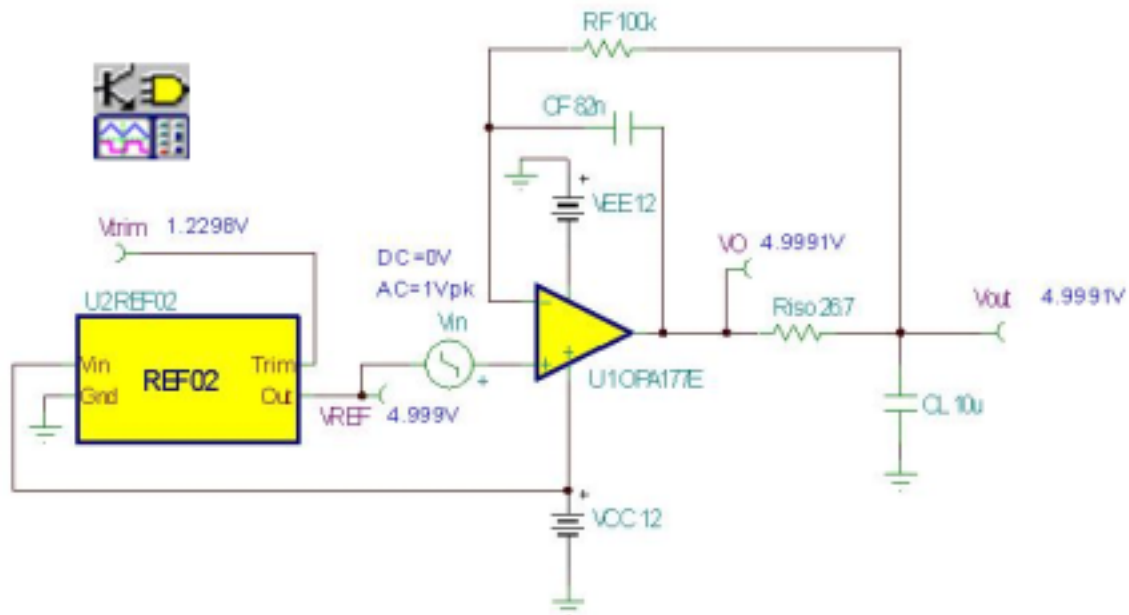 RF 100k
CF 82n
VEE 12
Vtrim 1.2298V
DC=0V
AC=1Vpk
VO 4.9991V
U2 REF02
Vin
Riso 26.7
Vout 4.9991V
Vin
Trim
REF02
Gnd
Out
U1 OPA177E
VREF 4.999V
CL 10u
VCC 12